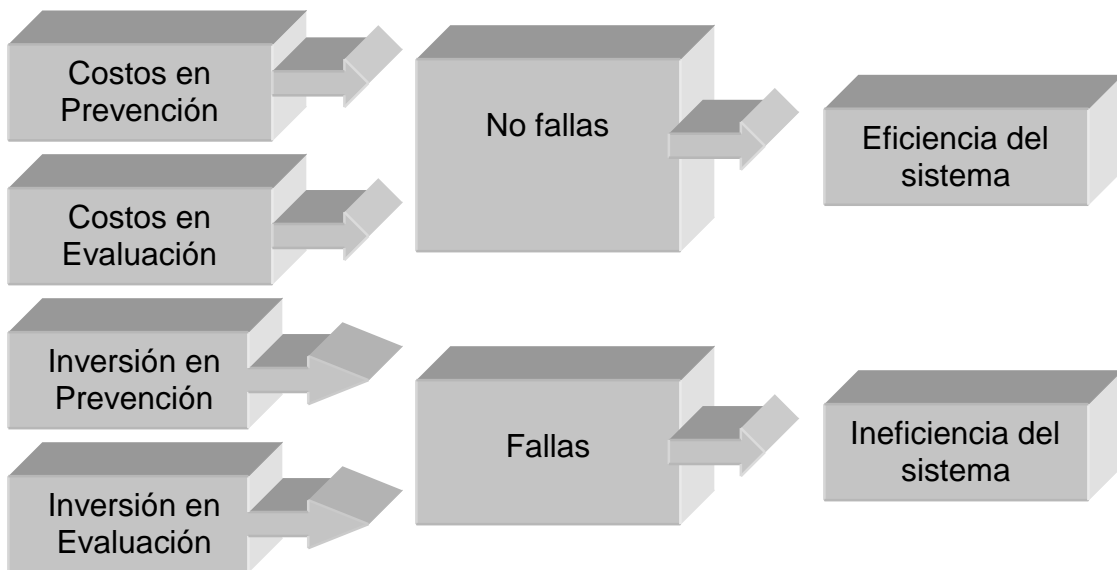 Costos en
Prevención
Costos en
Evaluación
Inversión en
Prevención
Inversión en
Evaluación
No fallas
Fallas
Eficiencia del
sistema
Ineficiencia del
sistema